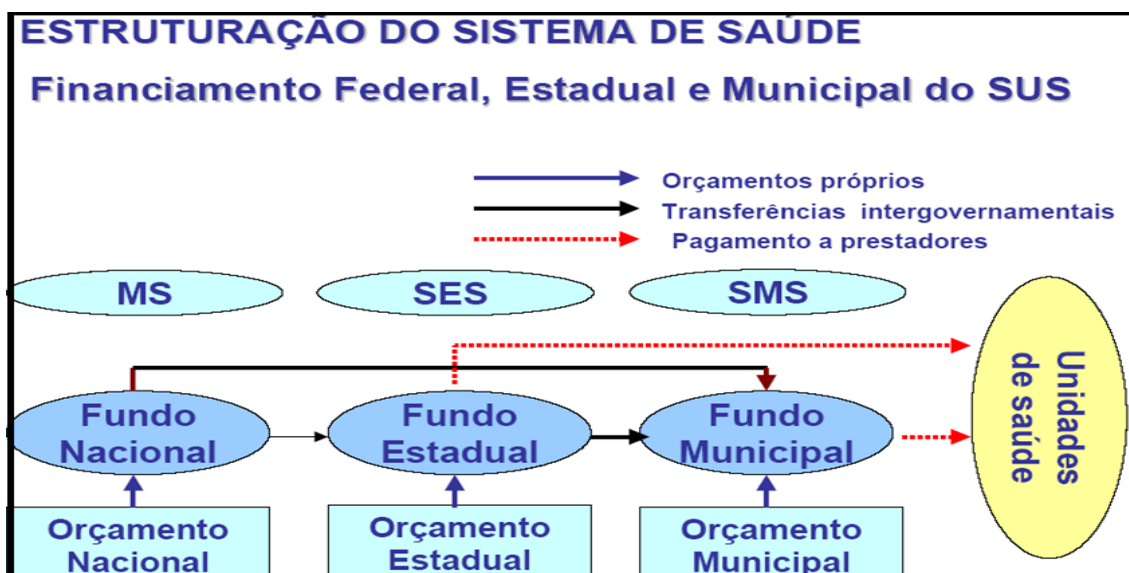 ESTRUTURAÇÃO DO SISTEMA DE SAÚDE
Financiamento Federal, Estadual e Municipal do SUS
Orçamentos próprios
Transferências intergovernamentais
Pagamento a prestadores
MS
SES
SMS
Fundo
Nacional
Fundo
Estadual
Fundo
Municipal
Unidades
de saúde
Orçamento
Nacional
Orçamento
Estadual
Orçamento
Municipal